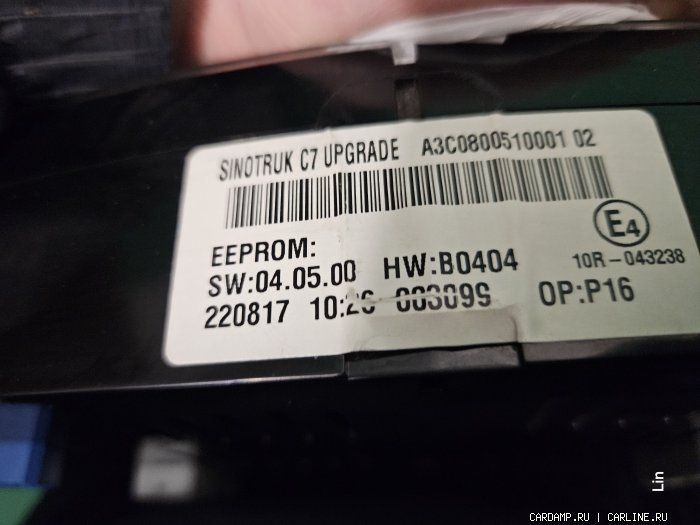 SINOTRUK C7 UPGRADE A3C0800510001 02
E4
EEPROM:
SW:04.05.00 HW:B0404
10R-043238
220817 OP:P16
Lin
CARDAMP.RU | CARLINE.RU